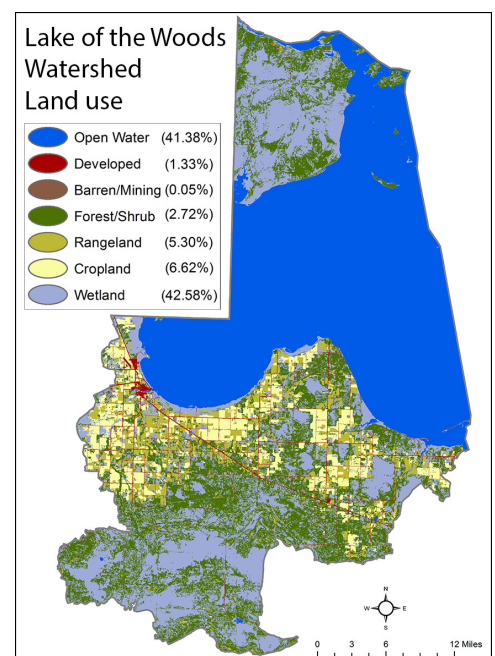 Lake of the Woods
Watershed
Land use
Open Water (41.38%)
Developed (1.33%)
Barren/Mining (0.05%)
Forest/Shrub (2.72%)
Rangeland (5.30%)
Cropland (6.62%)
Wetland (42.58%)
N
W E
S
0 3 6 12 Miles